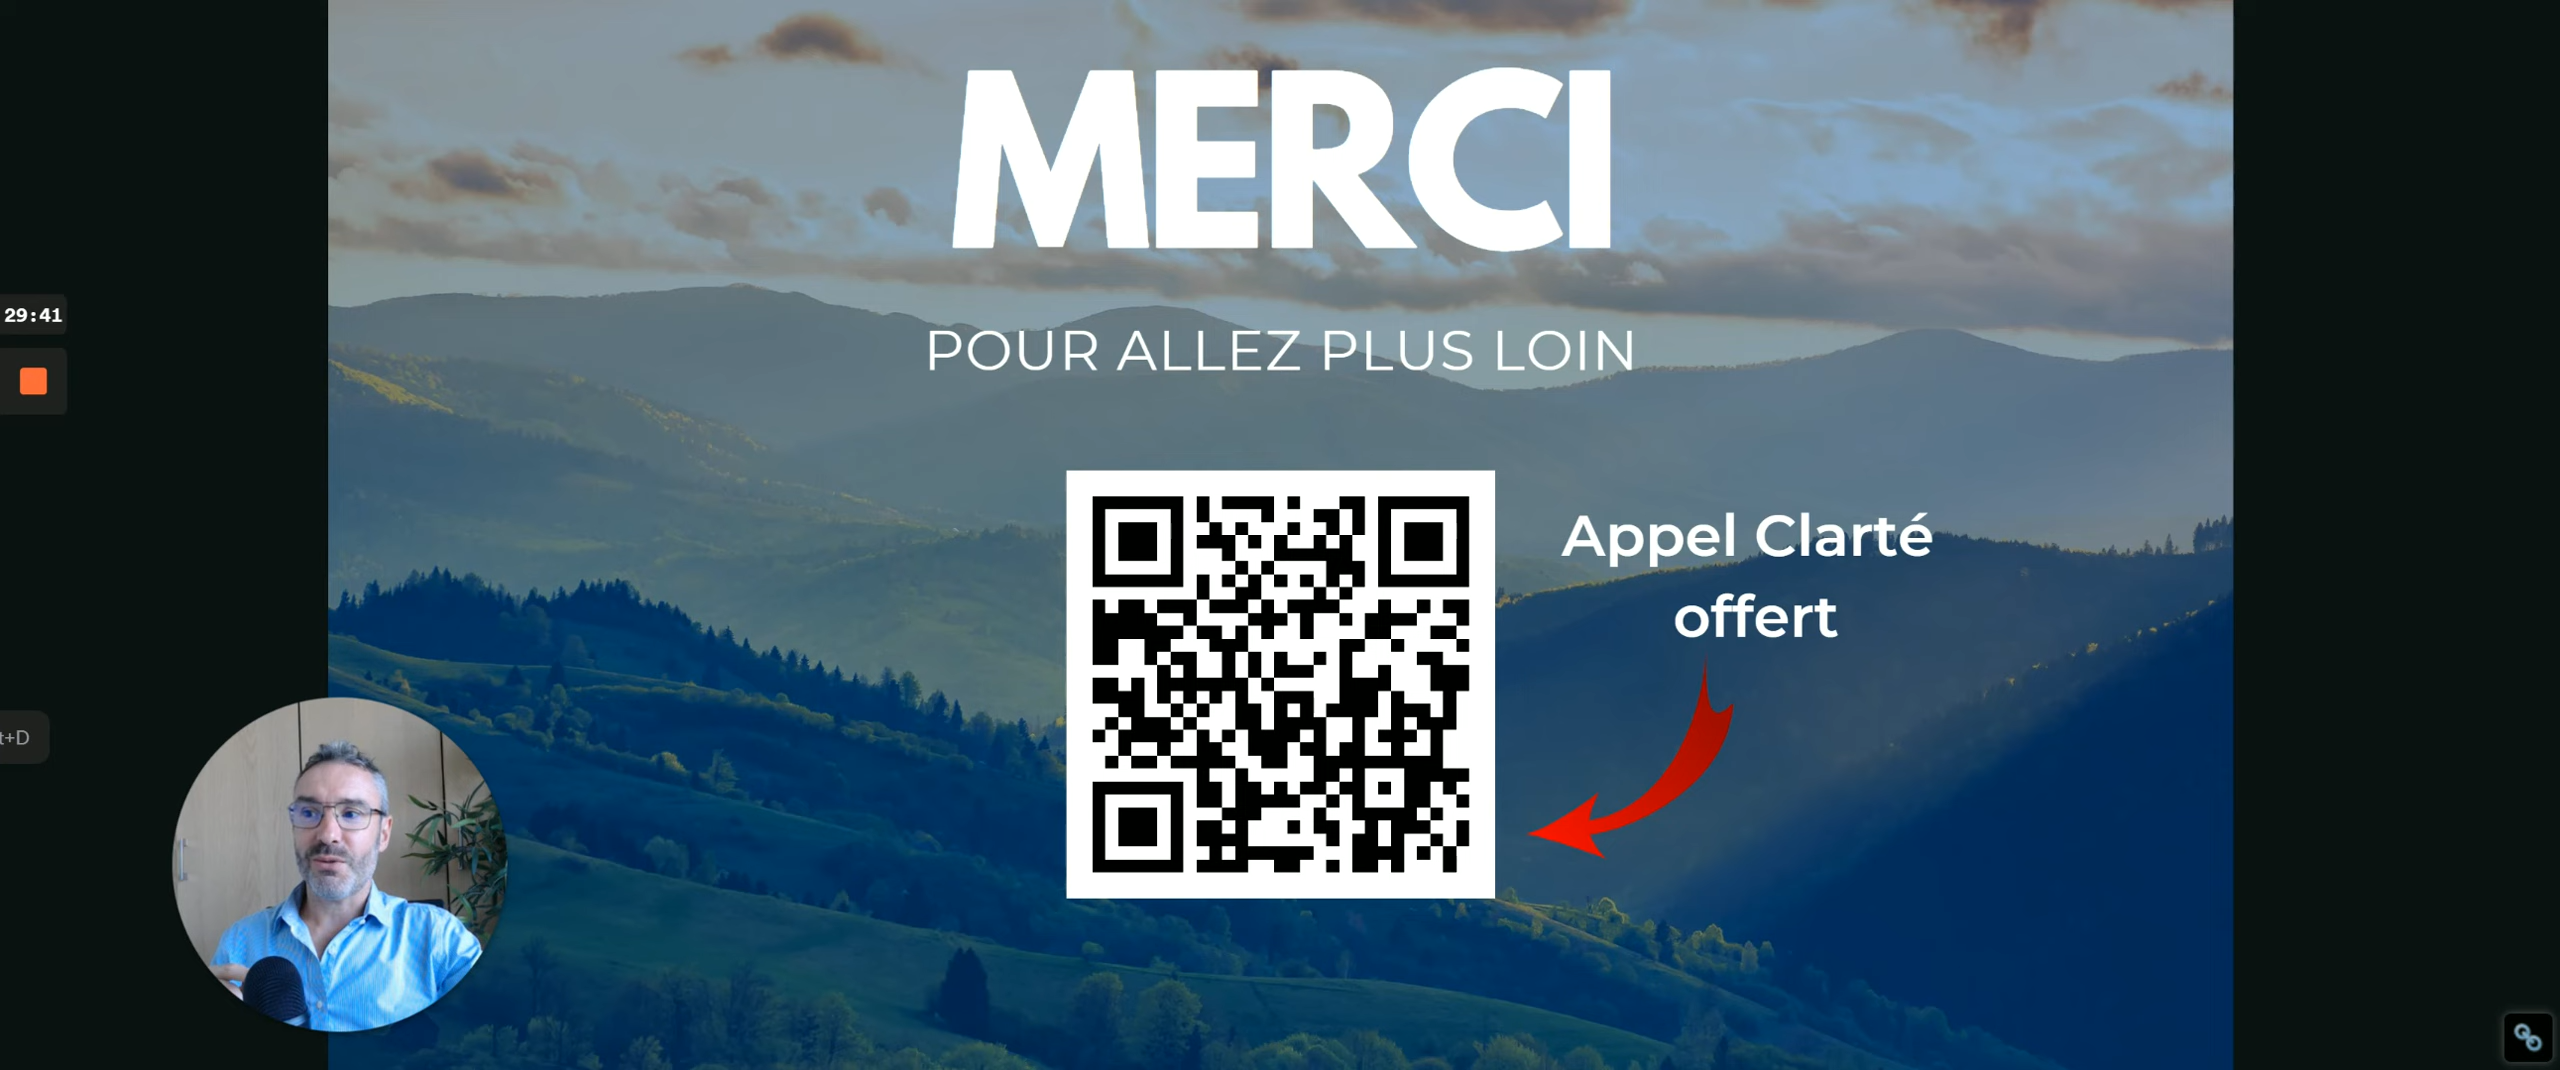 MERCI
29:41
POUR ALLEZ PLUS LOIN
Appel Clarté
offert
t+D